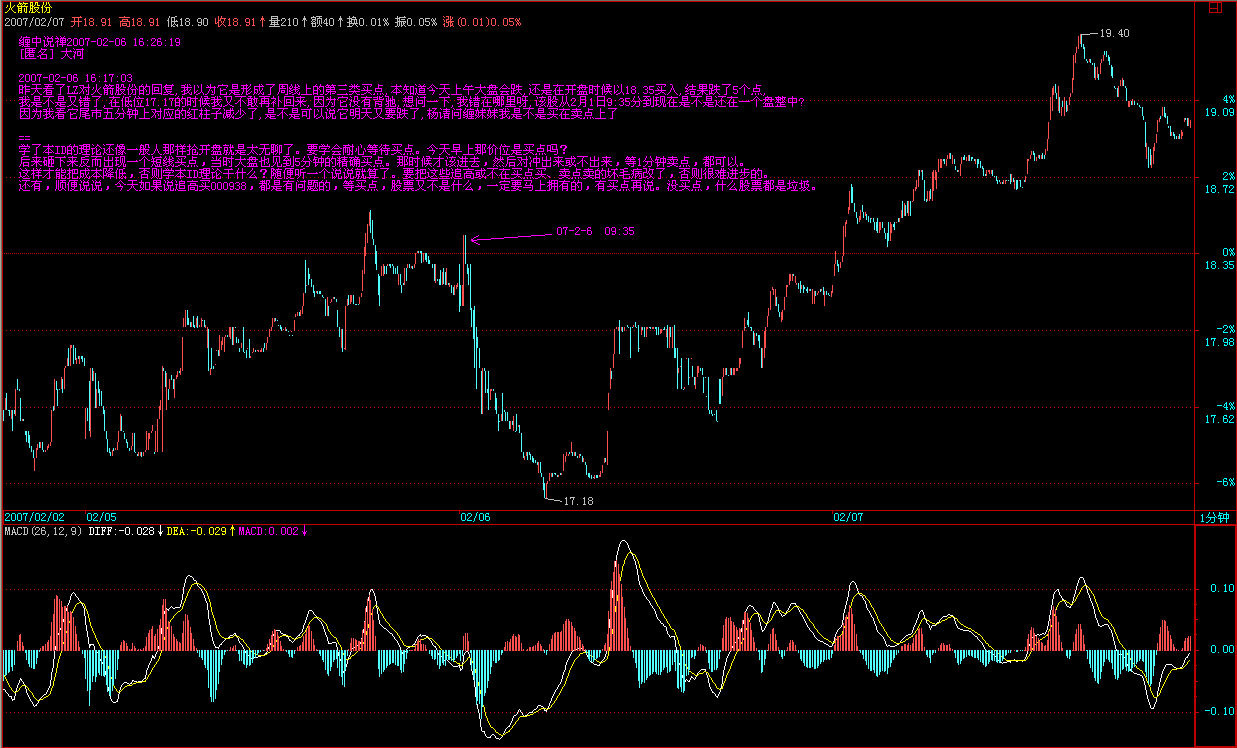 火箭股份
2007/02/07 开18.91 高18.91 低18.90 收18.91↑量210↑额40↑换0.01% 振0.05% 涨(0.01)0.05%
缠中说禅2007-02-06 16:26:19
[匿名] 大河
2007-02-06 16:17:03
昨天看了LZ对火箭股份的回复,我以为它是形成了周线上的第三类买点,本知道今天上午大盘会跌,还是在开盘时候以18.35买入,结果跌了5个点.
我是不是又错了,在低位17.17的时候我又不敢再补回来,因为它没有背驰,想问一下,我错在哪里呀,该股从2月1日9:35分到现在是不是还在一个盘整中?
因为我看它尾市五分钟上对应的红柱子减少了,是不是可以说它明天又要跌了,杨请问缠妹妹我是不是买在卖点上了
==
学了本ID的理论还像一般人那样抢开盘就是太无聊了。要学会耐心等待买点。今天早上那价位是买点吗？
后来砸下来反而出现一个短线买点，当时大盘也见到5分钟的精确买点。那时候才该进去，然后对冲出来或不出来，等1分钟卖点，都可以。
这样才能把成本降低，否则学本ID理论干什么？随便听一个说说就算了。要把这些追高或不在买点买、卖点卖的坏毛病改了，否则很难进步的。
还有，顺便说说，今天如果说追高买000938，都是有问题的，等买点，股票又不是什么，一定要马上拥有的，有买点再说。没买点，什么股票都是垃圾。
19.40
4%
19.09
2%
18.72
07-2-6 09:35
0%
18.35
-2%
17.98
-4%
17.62
-6%
17.18
2007/02/02 02/05 02/06 02/07 1分钟
MACD(26,12,9) DIFF:-0.028↓DEA:-0.029↑MACD:0.002↓
0.10
0.00
-0.10